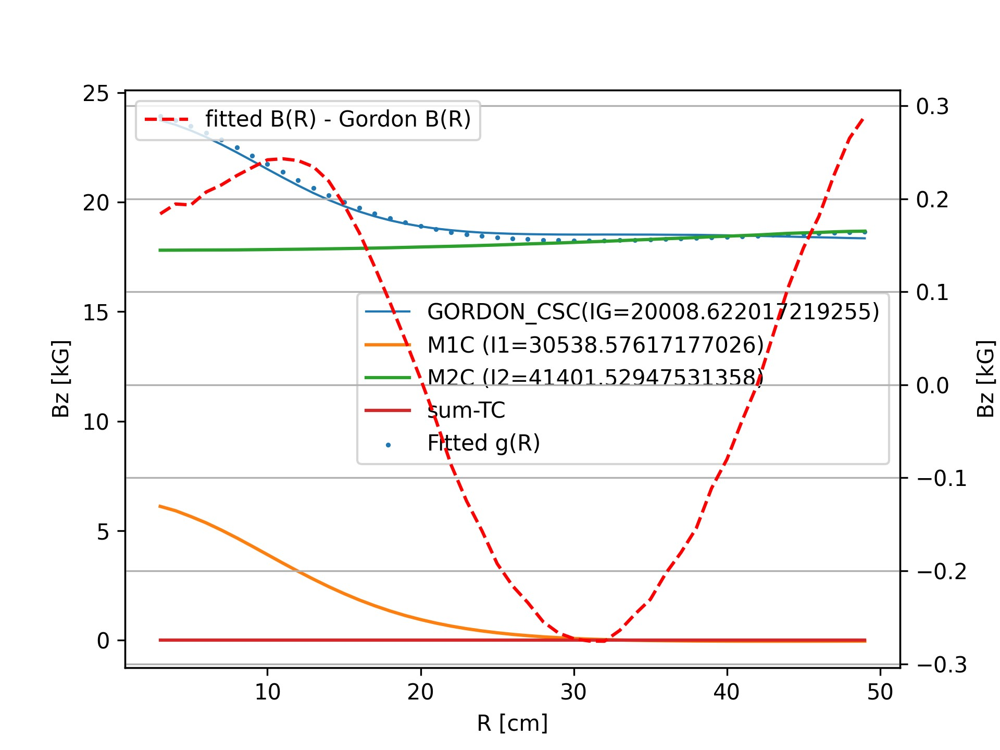 25
20
15
10
5
0
Bz [kG]
fitted B(R) - Gordon B(R)
GORDON_CSC(IG=20008.622017219255)
M1C (I1=30538.57617177026)
M2C (I2=41401.52947531358)
sum-TC
Fitted g(R)
0.3
0.2
0.1
0.0
−0.1
−0.2
−0.3
Bz [kG]
10
20
30
40
50
R [cm]